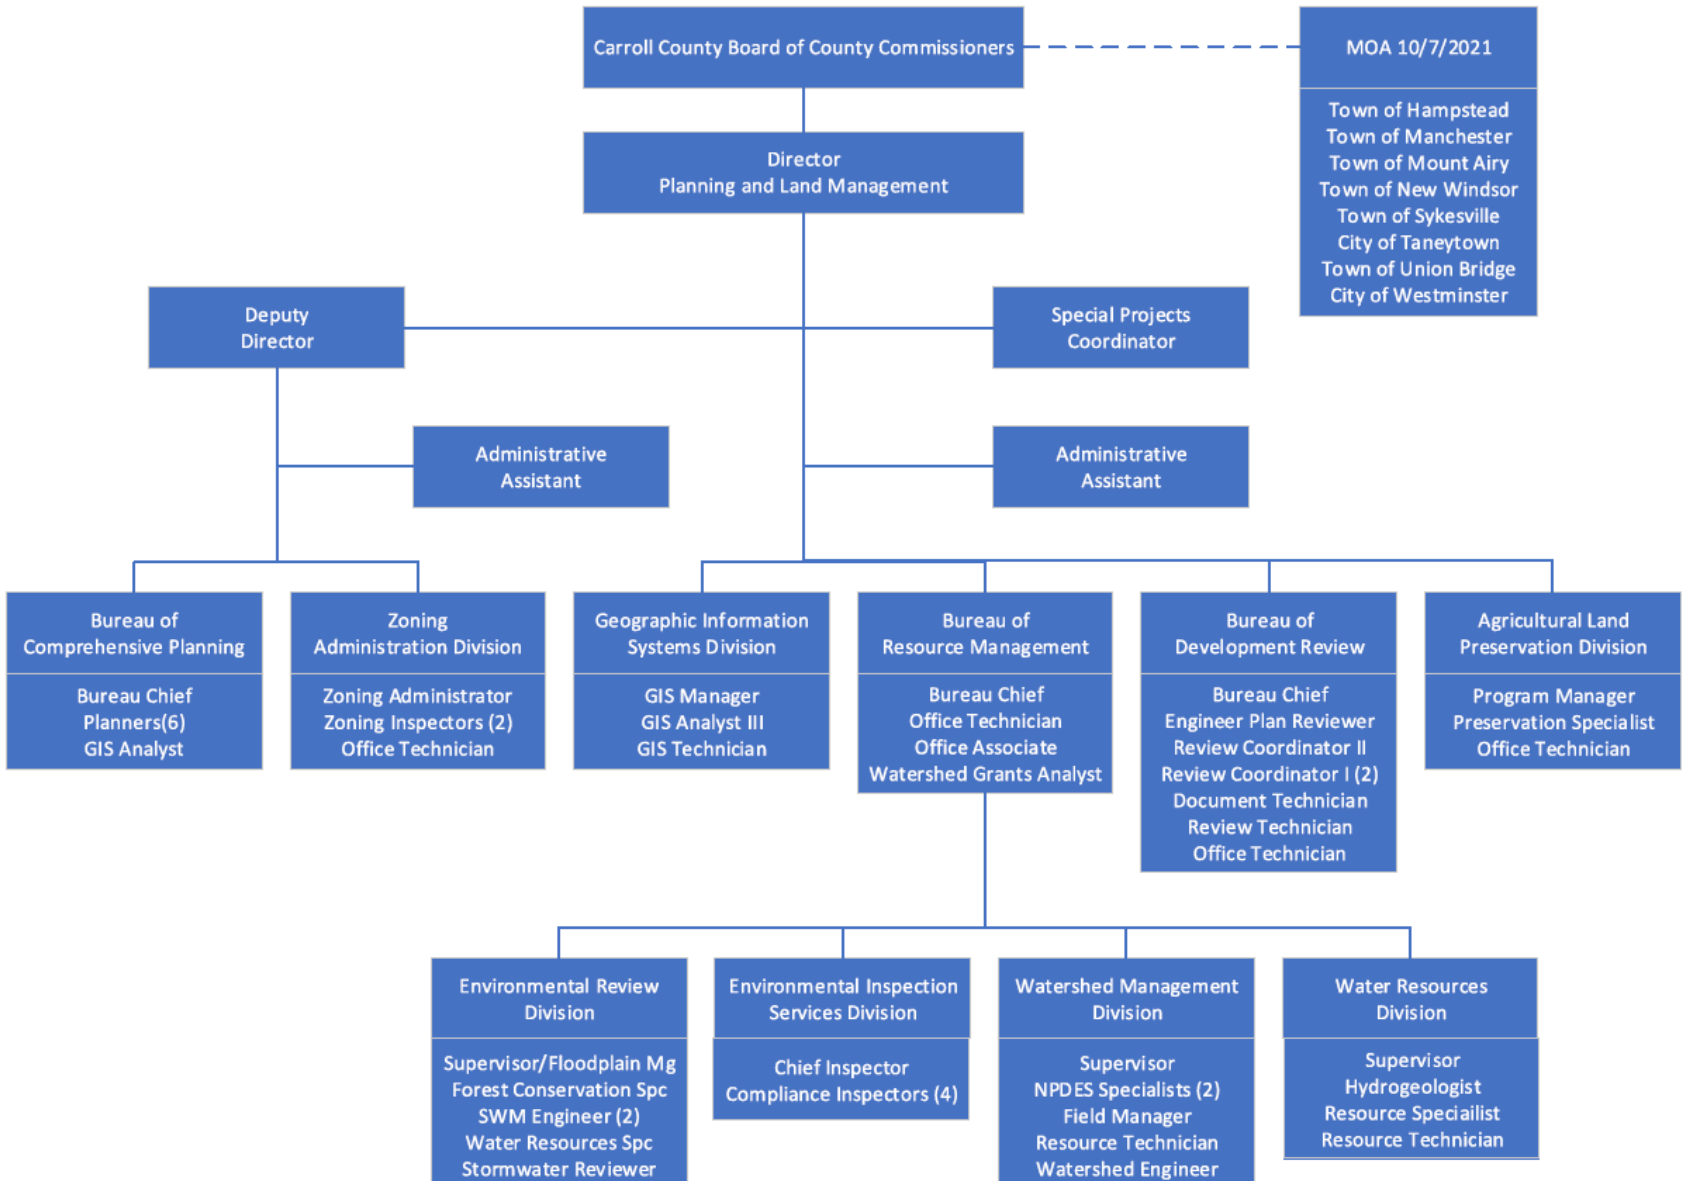 Carroll County Board of County Commissioners
MOA 10/7/2021
Town of Hampstead
Town of Manchester
Town of Mount Airy
Town of New Windsor
Town of Sykesville
City of Taneytown
Town of Union Bridge
City of Westminster
Director
Planning and Land Management
Deputy
Director
Special Projects
Coordinator
Administrative
Assistant
Administrative
Assistant
Bureau of
Comprehensive Planning
Bureau Chief
Planners(6)
GIS Analyst
Zoning
Administration Division
Zoning Administrator
Zoning Inspectors (2)
Office Technician
Geographic Information
Systems Division
GIS Manager
GIS Analyst III
GIS Technician
Bureau of
Resource Management
Bureau Chief
Office Technician
Office Associate
Watershed Grants Analyst
Bureau of
Development Review
Bureau Chief
Engineer Plan Reviewer
Review Coordinator II
Review Coordinator I (2)
Document Technician
Review Technician
Office Technician
Agricultural Land
Preservation Division
Program Manager
Preservation Specialist
Office Technician
Environmental Review
Division
Supervisor/Floodplain Mg
Forest Conservation Spc
SWM Engineer (2)
Water Resources Spc
Stormwater Reviewer
Environmental Inspection
Services Division
Chief Inspector
Compliance Inspectors (4)
Watershed Management
Division
Supervisor
NPDES Specialists (2)
Field Manager
Resource Technician
Watershed Engineer
Water Resources
Division
Supervisor
Hydrogeologist
Resource Speciailist
Resource Technician